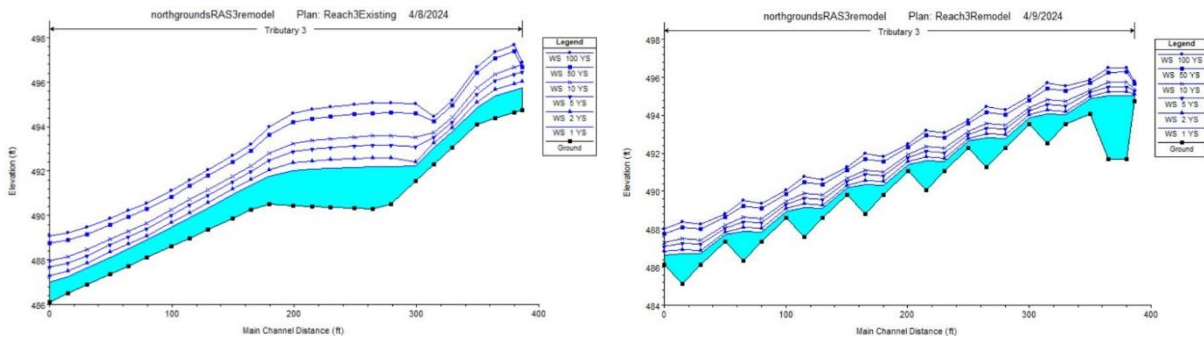 northgroundsRAS3remodel Plan: Reach3Existing 4/8/2024
Tributary 3
Legend
WS 100 YS
WS 50 YS
WS 10 YS
WS 5 YS
WS 2 YS
WS 1 YS
Ground
Elevation (ft)
498
496
494
492
490
488
486
0
100
200
300
400
Main Channel Distance (ft)
northgroundsRAS3remodel Plan: Reach3Remodel 4/9/2024
Tributary 3
Legend
WS 100 YS
WS 50 YS
WS 10 YS
WS 5 YS
WS 2 YS
WS 1 YS
Ground
Elevation (ft)
498
496
494
492
490
488
486
484
0
100
200
300
400
Main Channel Distance (ft)